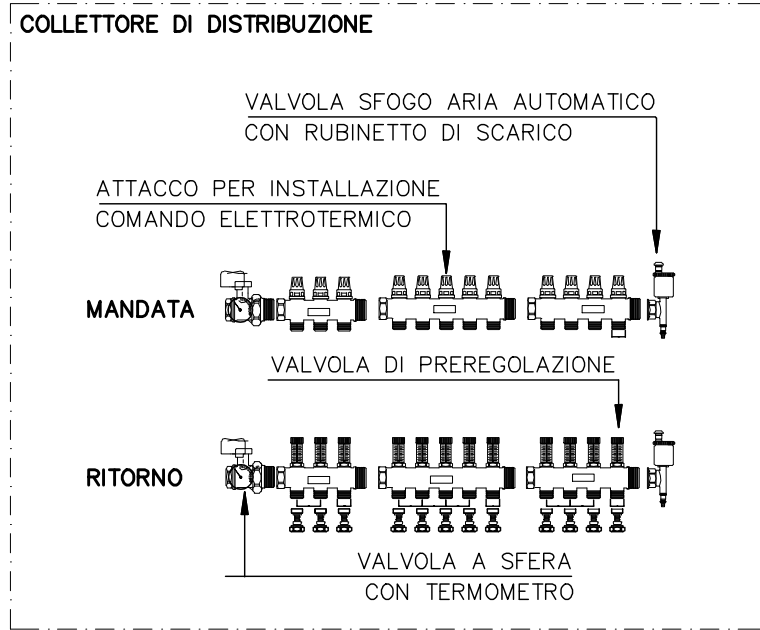 COLLETTORE DI DISTRIBUZIONE
VALVOLA SFOGO ARIA AUTOMATICO
CON RUBINETTO DI SCARICO
ATTACCO PER INSTALLAZIONE
COMANDO ELETTROTERMICO
MANDATA
VALVOLA DI PREREGOLAZIONE
RITORNO
VALVOLA A SFERA
CON TERMOMETRO